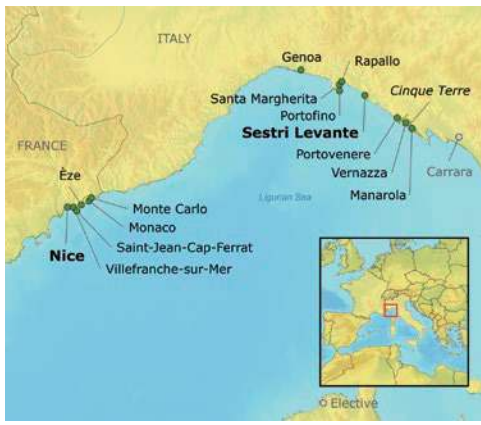 ITALY
Genoa
Rapallo
Santa Margherita
Cinque Terre
Portofino
Sestri Levante
FRANCE
Portovenere
Carrara
Vernazza
Èze
Manarola
Ligurian Sea
Monte Carlo
Monaco
Saint-Jean-Cap-Ferrat
Nice
Villefranche-sur-Mer
Elective